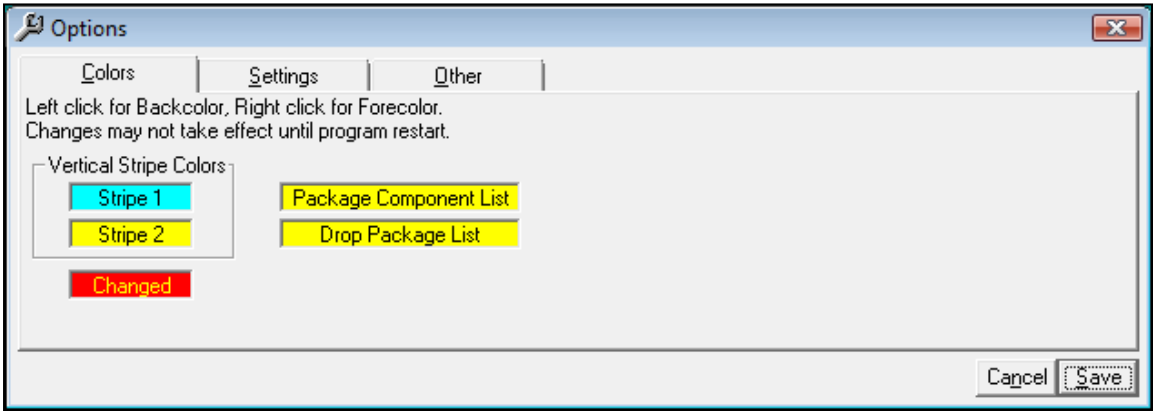 Options
Colors Settings Other
Left click for Backcolor, Right click for Forecolor.
Changes may not take effect until program restart.
Vertical Stripe Colors
Stripe 1 Package Component List
Stripe 2 Drop Package List
Changed
Cancel Save